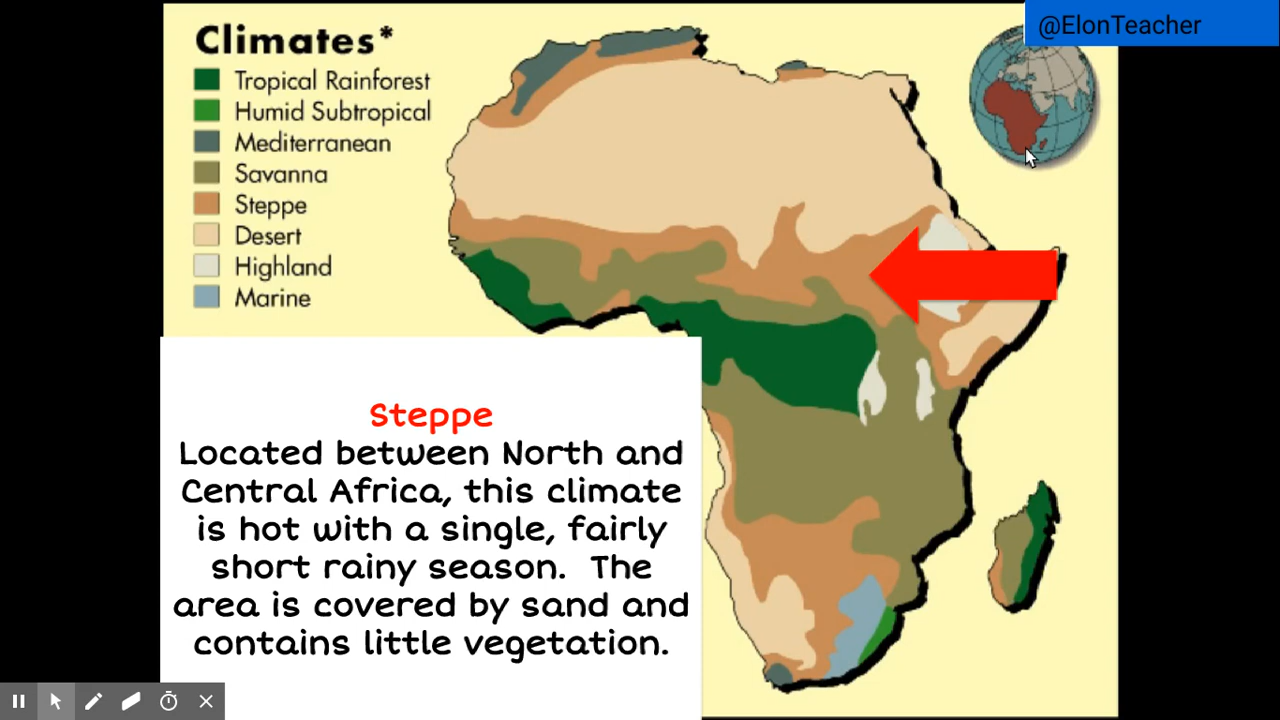 @ElonTeacher
Climates*
Tropical Rainforest
Humid Subtropical
Mediterranean
Savanna
Steppe
Desert
Highland
Marine
Steppe
Located between North and
Central Africa, this climate
is hot with a single, fairly
short rainy season. The
area is covered by sand and
contains little vegetation.